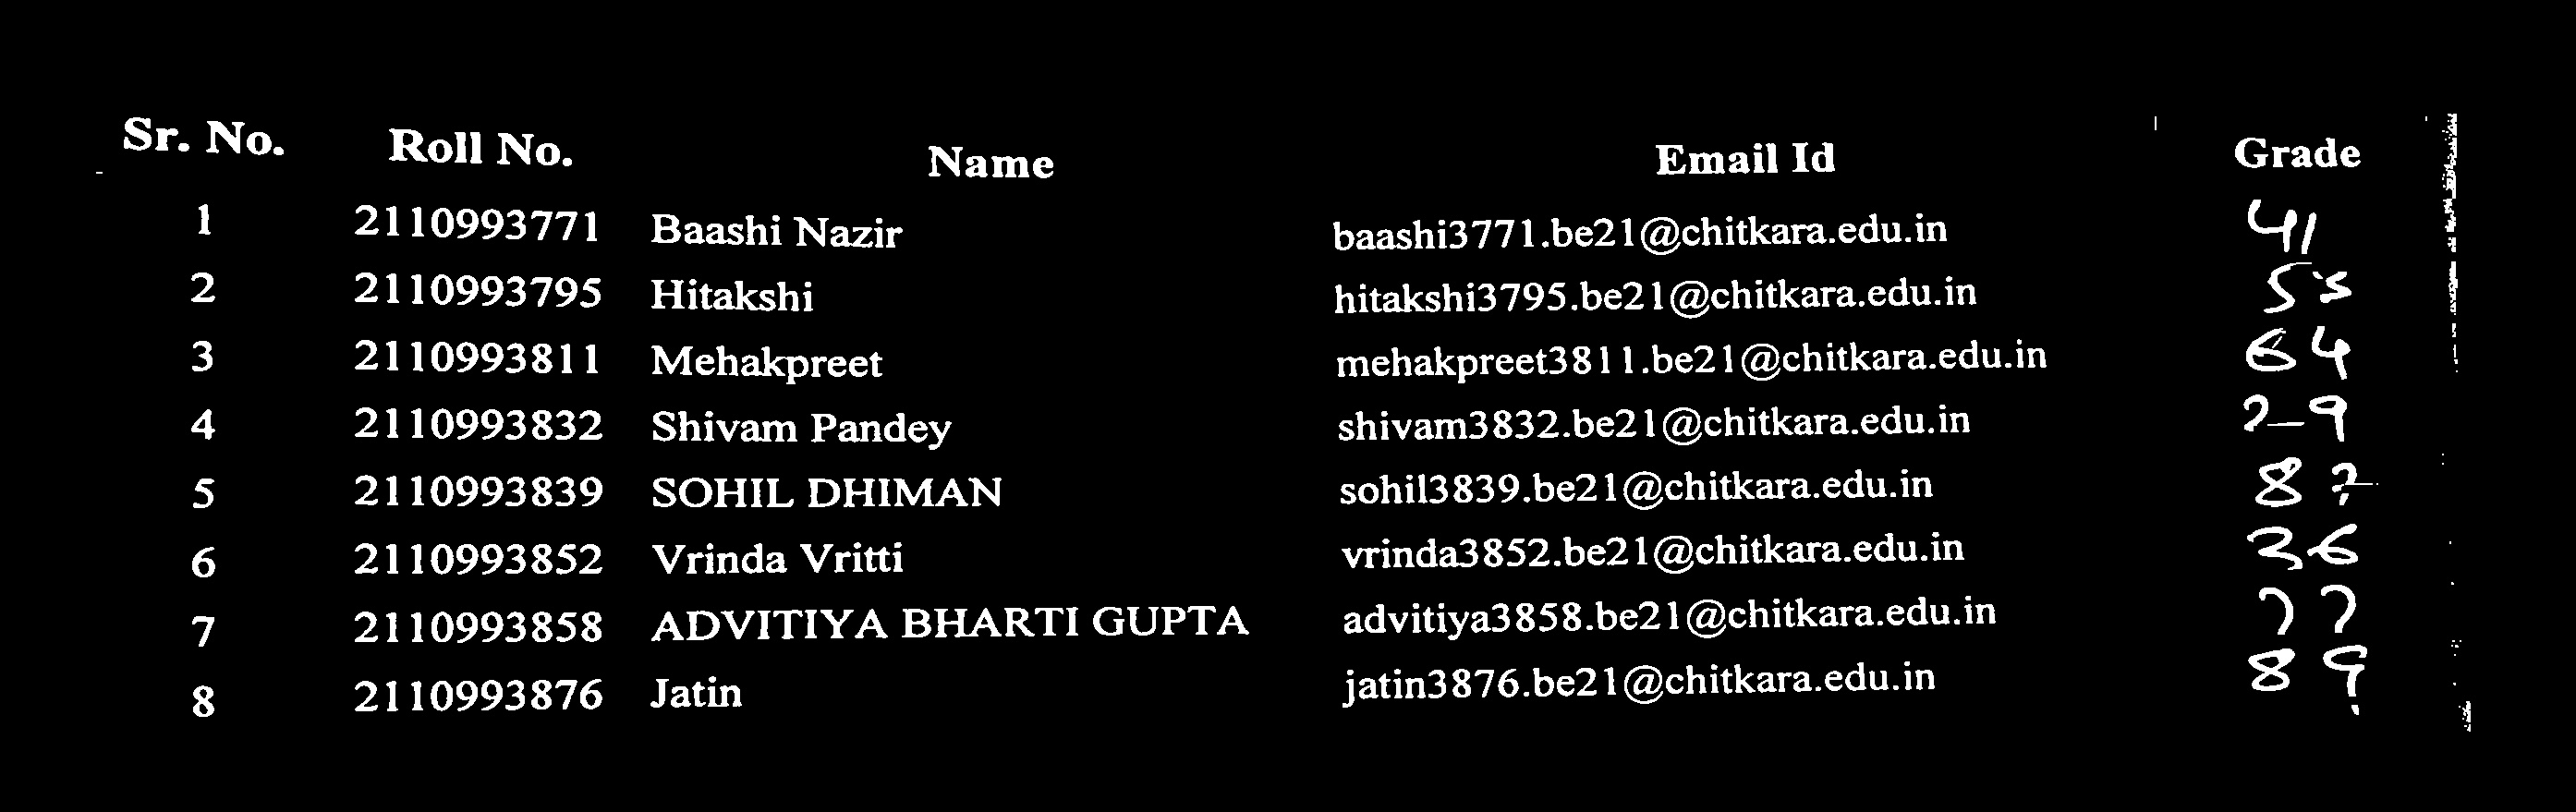 Sr. No. Roll No. Name Email Id Grade
1 2110993771 Baashi Nazir baashi3771.be21@chitkara.edu.in 41
2 2110993795 Hitakshi hitakshi3795.be21@chitkara.edu.in 53
3 2110993811 Mehakpreet mehakpreet3811.be21@chitkara.edu.in 64
4 2110993832 Shivam Pandey shivam3832.be21@chitkara.edu.in 29
5 2110993839 SOHIL DHIMAN sohil3839.be21@chitkara.edu.in
6 2110993852 Vrinda Vritti vrinda3852.be21@chitkara.edu.in 36
7 2110993858 ADVITIYA BHARTI GUPTA advitiya3858.be21@chitkara.edu.in 77
8 2110993876 Jatin jatin3876.be21@chitkara.edu.in 89